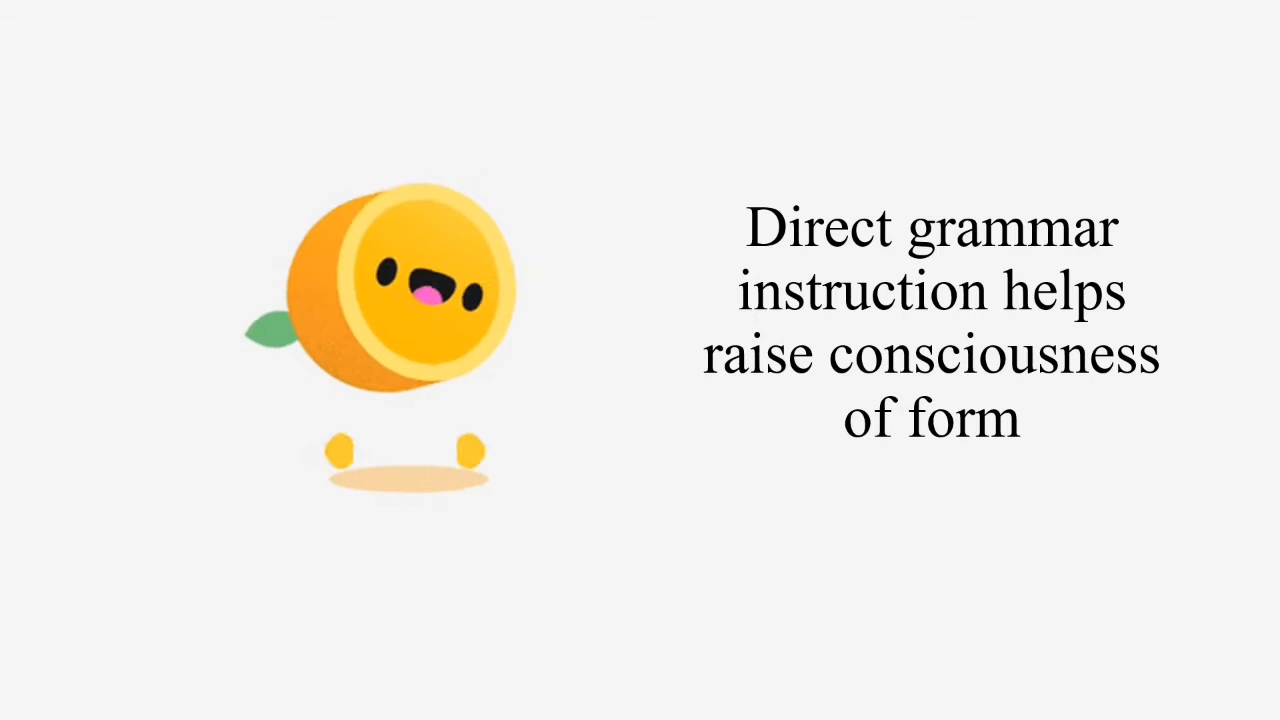 Direct grammar
instruction helps
raise consciousness
of form